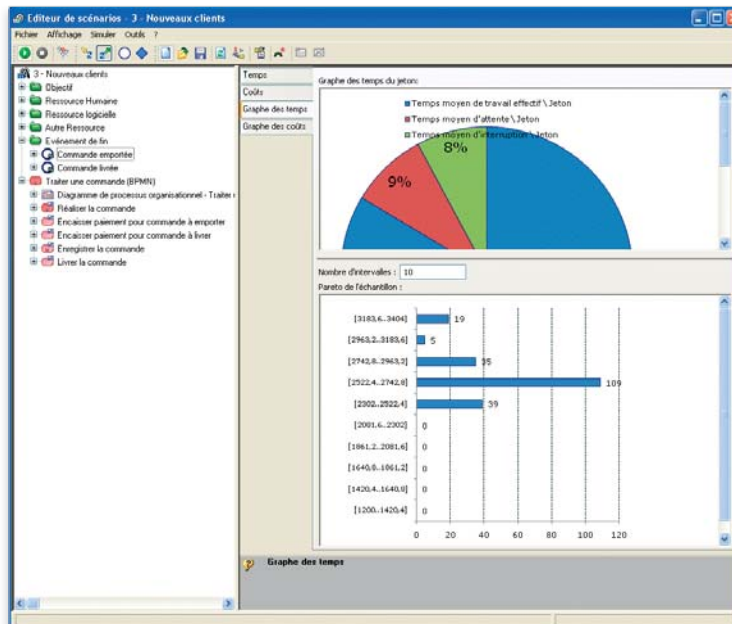 Editeur de scénarios - 3 - Nouveaux clients
Fichier Affichage Simuler Outils ?
3 - Nouveaux clients
Objectif
Ressource Humaine
Ressource logicielle
Autre Ressource
Evénement de fin
Commande emportée
Commande livrée
Traiter une commande (BPMN)
Diagramme de processus organisationnel - Traiter
Réaliser la commande
Encaisser paiement pour commande à emporter
Encaisser paiement pour commande à livrer
Enregistrer la commande
Livrer la commande
Temps
Coûts
Graphe des temps
Graphe des coûts
Graphe des temps du jeton:
Temps moyen de travail effectif \ Jeton
Temps moyen d'attente \ Jeton
Temps moyen d'interruption \ Jeton
8%
9%
Nombre d'intervalles : 10
Pareto de l'échantillon :
[3183,6..3404] 19
[2963,2..3183,6] 5
[2742,8..2963,2] 35
[2522,4..2742,8] 109
[2302..2522,4] 39
[2081,6..2302] 0
[1861,2..2081,6] 0
[1640,8..1861,2] 0
[1420,4..1640,8] 0
[1200..1420,4] 0
0 20 40 60 80 100 120
Graphe des temps